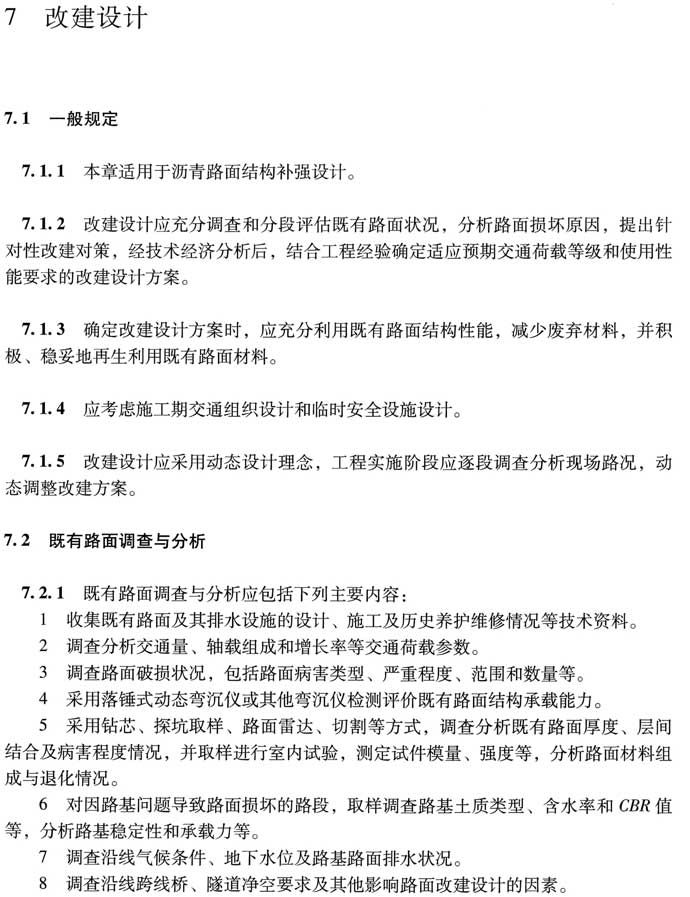 7 改建设计
7.1 一般规定
7.1.1 本章适用于沥青路面结构补强设计。
7.1.2 改建设计应充分调查和分段评估既有路面状况，分析路面损坏原因，提出针
对性改建对策，经技术经济分析后，结合工程经验确定适应预期交通荷载等级和使用性
能要求的改建设计方案。
7.1.3 确定改建设计方案时，应充分利用既有路面结构性能，减少废弃材料，并积
极、稳妥地再生利用既有路面材料。
7.1.4 应考虑施工期交通组织设计和临时安全设施设计。
7.1.5 改建设计应采用动态设计理念，工程实施阶段应逐段调查分析现场路况，动
态调整改建方案。
7.2 既有路面调查与分析
7.2.1 既有路面调查与分析应包括下列主要内容：
1 收集既有路面及其排水设施的设计、施工及历史养护维修情况等技术资料。
2 调查分析交通量、轴载组成和增长率等交通荷载参数。
3 调查路面破损状况，包括路面病害类型、严重程度、范围和数量等。
4 采用落锤式动态弯沉仪或其他弯沉仪检测评价既有路面结构承载能力。
5 采用钻芯、探坑取样、路面雷达、切割等方式，调查分析既有路面厚度、层间
结合及病害程度情况，并取样进行室内试验，测定试件模量、强度等，分析路面材料组
成与退化情况。
6 对因路基问题导致路面损坏的路段，取样调查路基土质类型、含水率和 CBR 值
等，分析路基稳定性和承载力等。
7 调查沿线气候条件、地下水位及路基路面排水状况。
8 调查沿线跨线桥、隧道净空要求及其他影响路面改建设计的因素。